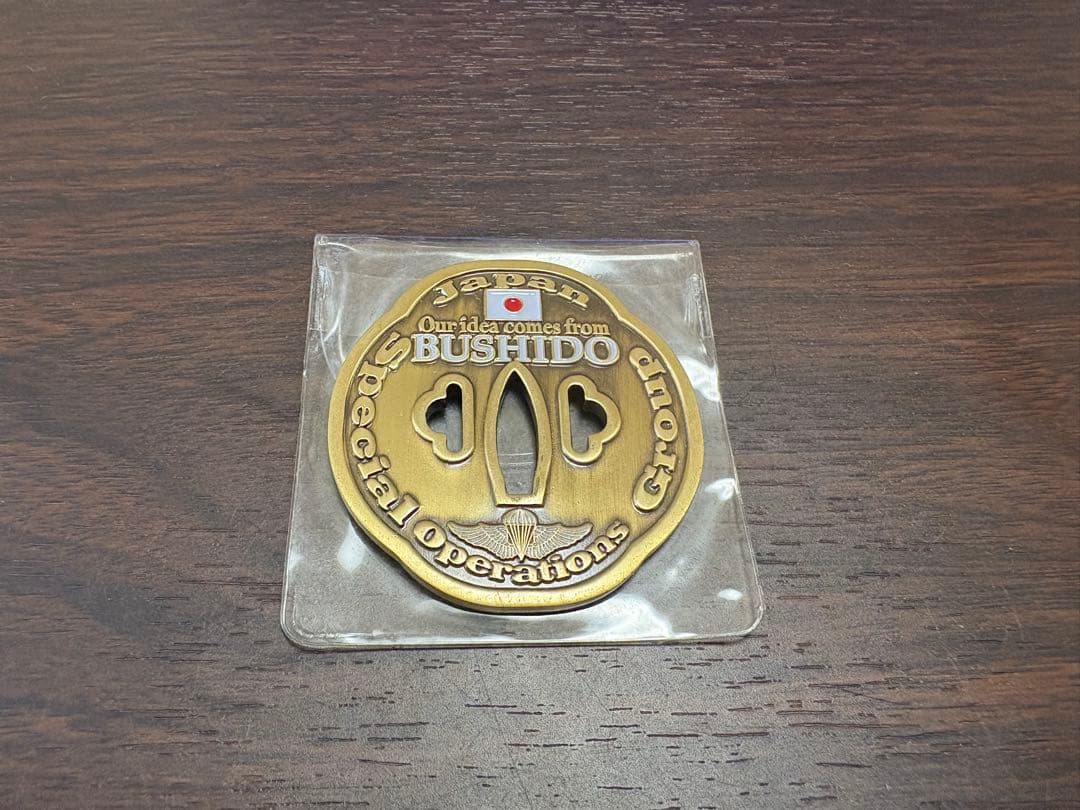 Japan
Our idea comes from
BUSHIDO
Special Operations Group